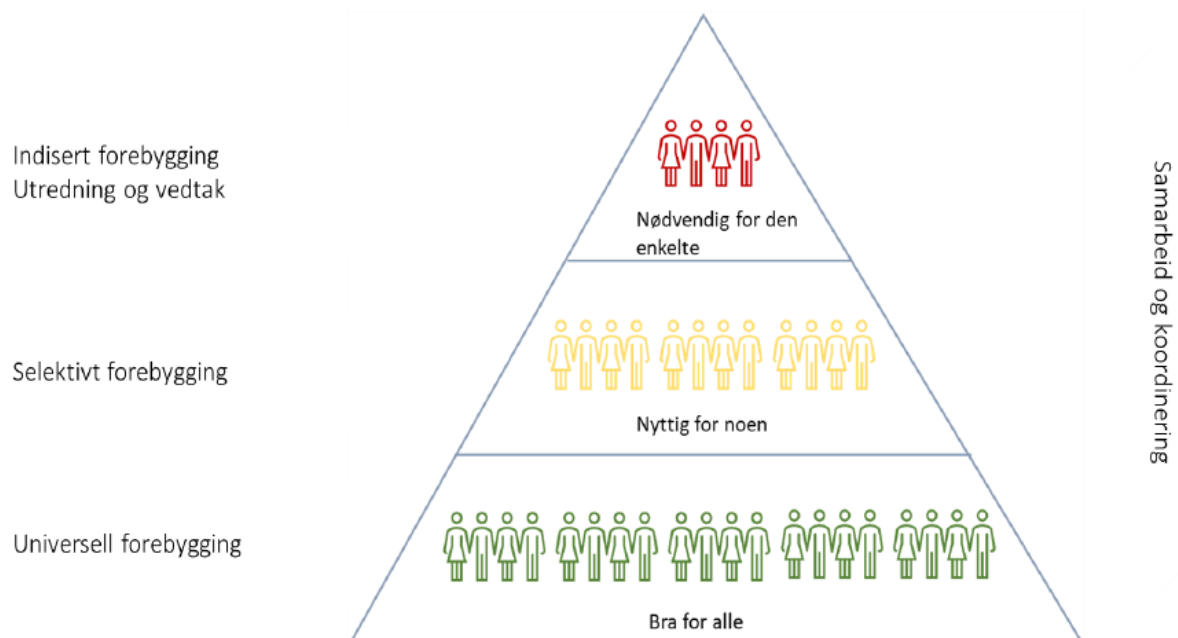 Indisert forebygging
Utredning og vedtak
Nødvendig for den
enkelte
Selektivt forebygging
Nyttig for noen
Universell forebygging
Bra for alle
Samarbeid og koordinering